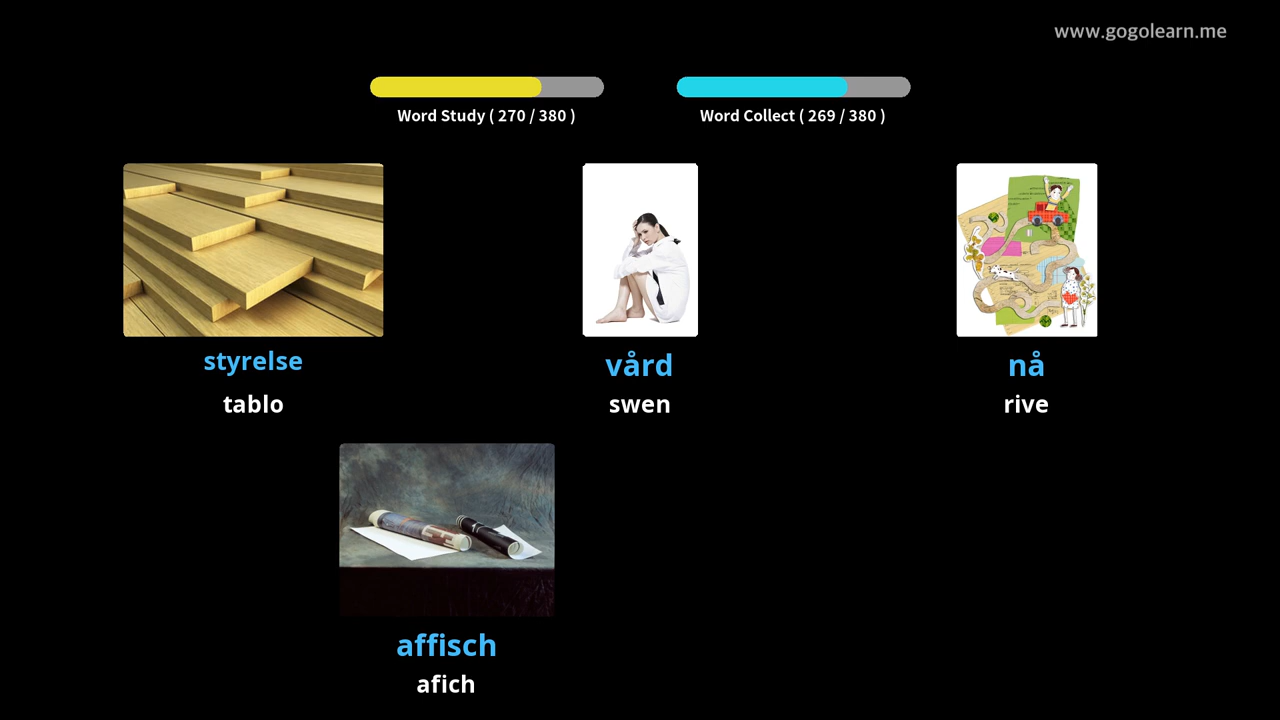 www.gogolearn.me
Word Study ( 270 / 380 )
Word Collect ( 269 / 380 )
styrelse
tablo
vård
swen
nå
rive
affisch
afich